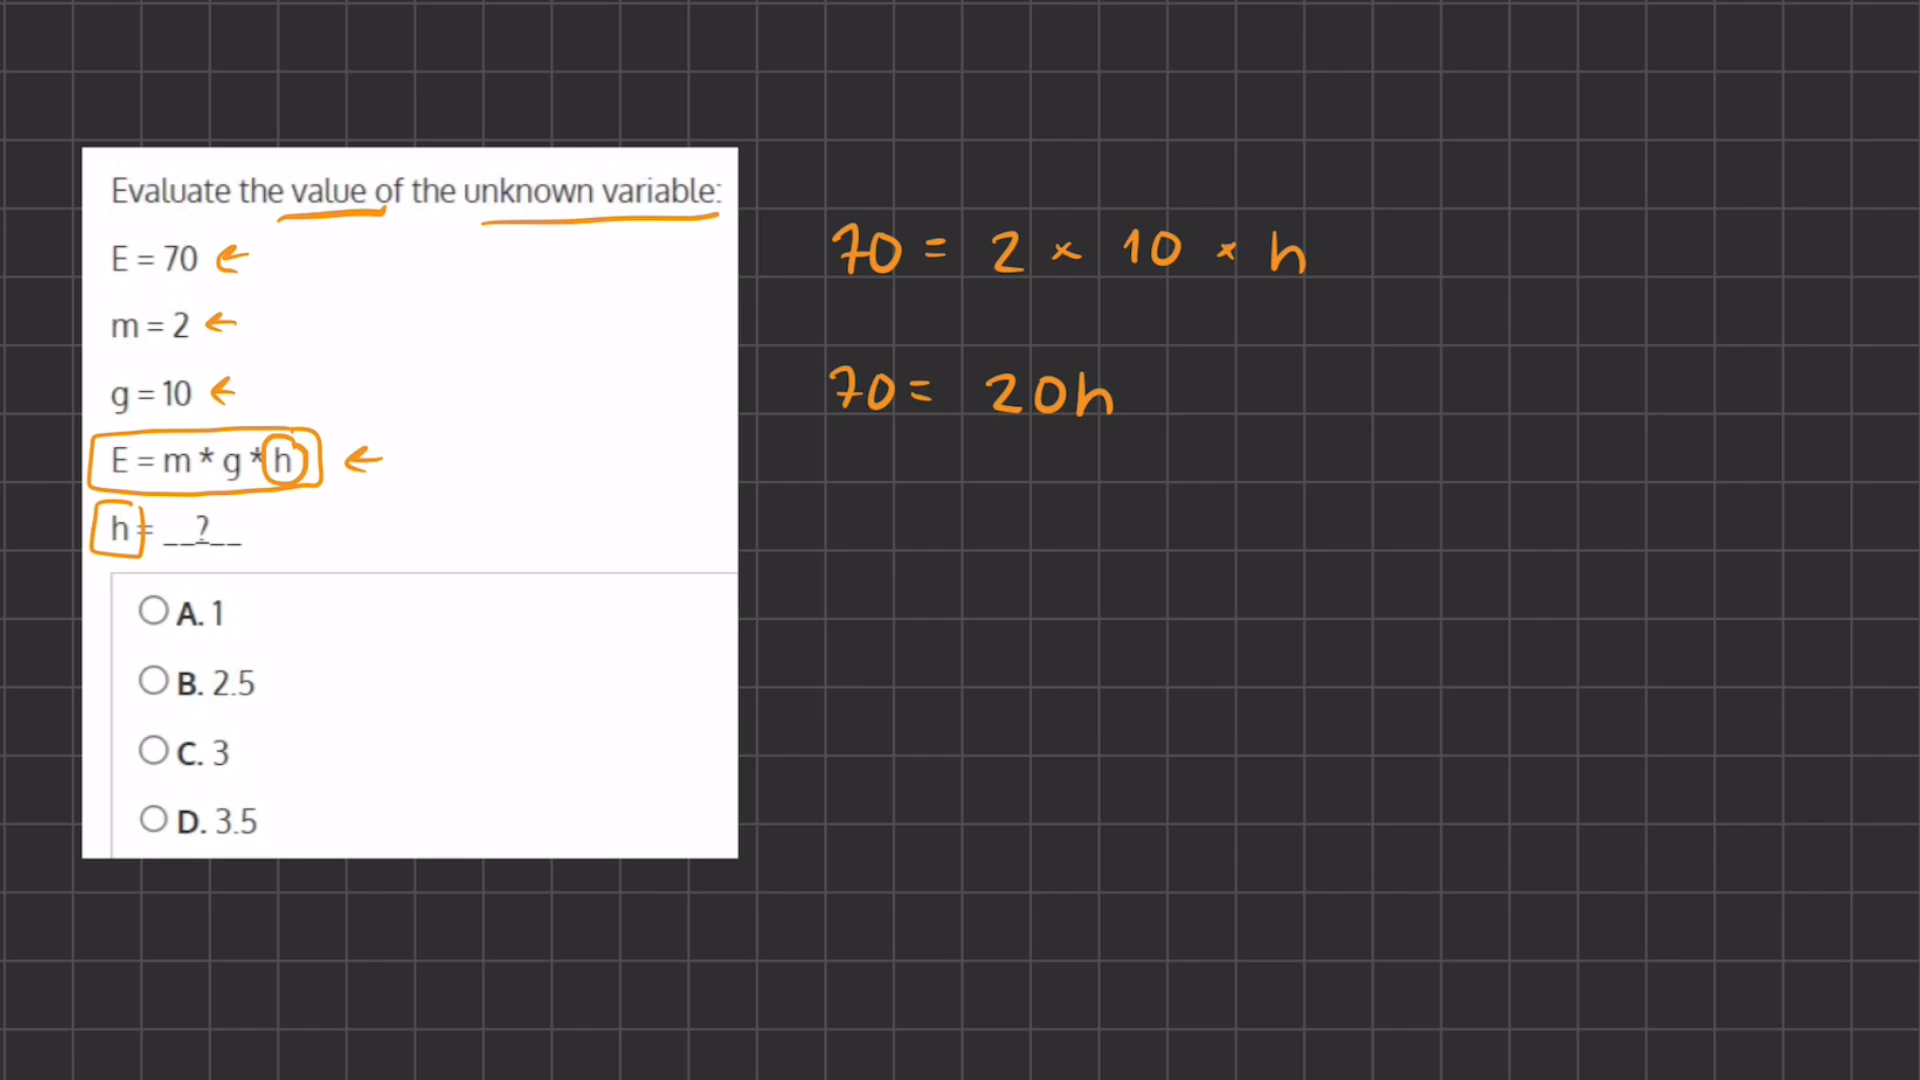 Evaluate the value of the unknown variable:
E = 70
m = 2
g = 10
E = m * g * h
h = __?__
A. 1
B. 2.5
C. 3
D. 3.5
70 = 2 × 10 × h
70 = 20h